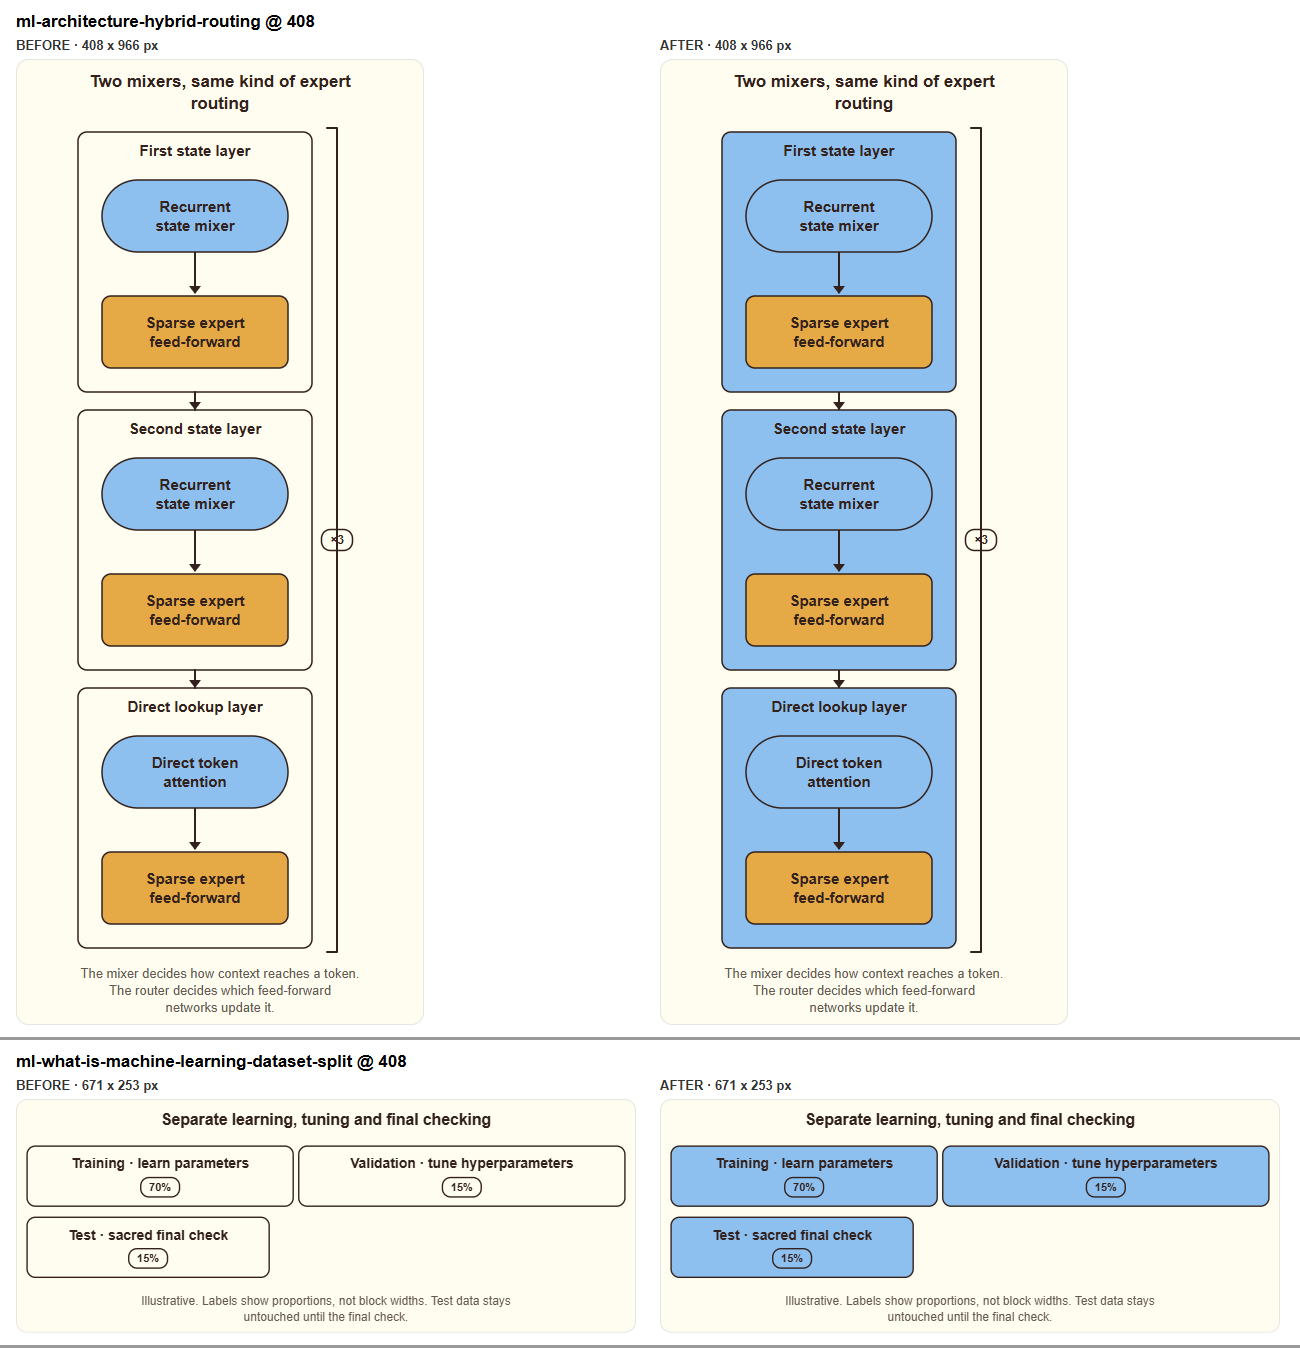 ml-architecture-hybrid-routing @ 408
BEFORE · 408 x 966 px
Two mixers, same kind of expert
routing
First state layer
Recurrent
state mixer
Sparse expert
feed-forward
Second state layer
Recurrent
state mixer
×3
Sparse expert
feed-forward
Direct lookup layer
Direct token
attention
Sparse expert
feed-forward
The mixer decides how context reaches a token.
The router decides which feed-forward
networks update it.
AFTER · 408 x 966 px
Two mixers, same kind of expert
routing
First state layer
Recurrent
state mixer
Sparse expert
feed-forward
Second state layer
Recurrent
state mixer
×3
Sparse expert
feed-forward
Direct lookup layer
Direct token
attention
Sparse expert
feed-forward
The mixer decides how context reaches a token.
The router decides which feed-forward
networks update it.
ml-what-is-machine-learning-dataset-split @ 408
BEFORE · 671 x 253 px
Separate learning, tuning and final checking
Training · learn parameters
70%
Validation · tune hyperparameters
15%
Test · sacred final check
15%
Illustrative. Labels show proportions, not block widths. Test data stays
untouched until the final check.
AFTER · 671 x 253 px
Separate learning, tuning and final checking
Training · learn parameters
70%
Validation · tune hyperparameters
15%
Test · sacred final check
15%
Illustrative. Labels show proportions, not block widths. Test data stays
untouched until the final check.